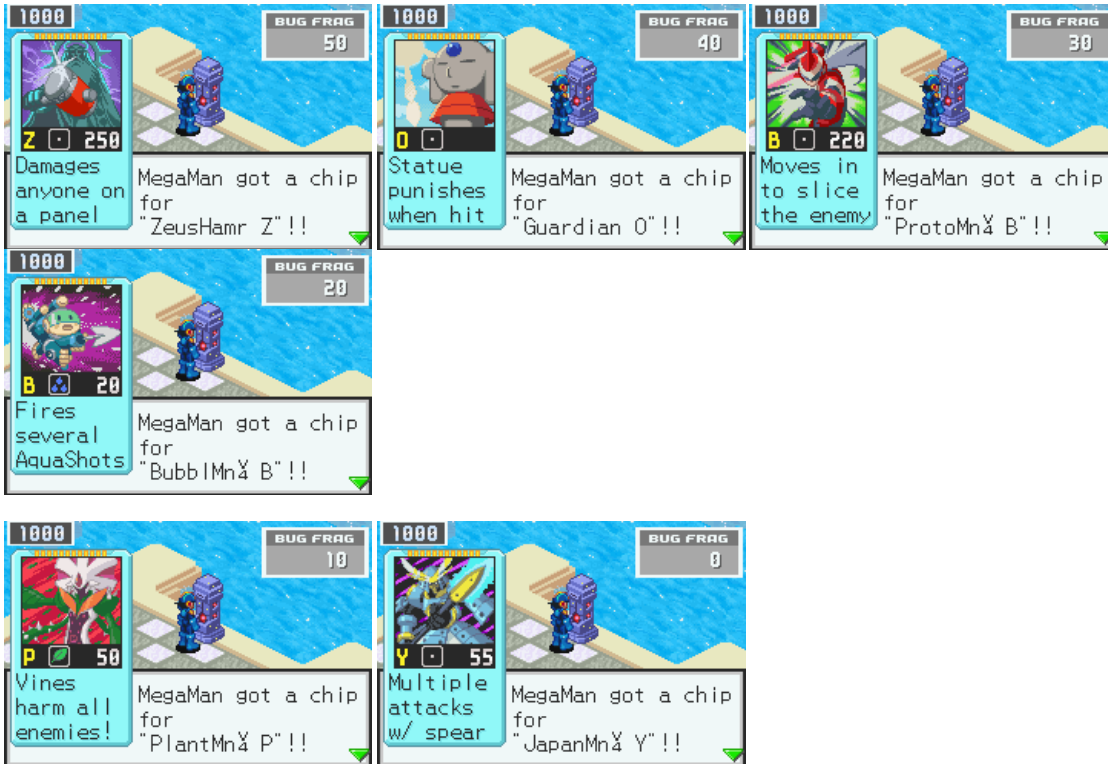 1000
BUG FRAG
50
Z 250
Damages
anyone on
a panel
MegaMan got a chip
for
"ZeusHamr Z"!!
1000
BUG FRAG
40
O
Statue
punishes
when hit
MegaMan got a chip
for
"Guardian O"!!
1000
BUG FRAG
30
B 220
Moves in
to slice
the enemy
MegaMan got a chip
for
"ProtoMnV4 B"!!
1000
BUG FRAG
20
B 20
Fires
several
AquaShots
MegaMan got a chip
for
"BubblMnV4 B"!!
1000
BUG FRAG
10
P 50
Vines
harm all
enemies!
MegaMan got a chip
for
"PlantMnV4 P"!!
1000
BUG FRAG
0
Y 55
Multiple
attacks
w/ spear
MegaMan got a chip
for
"JapanMnV4 Y"!!